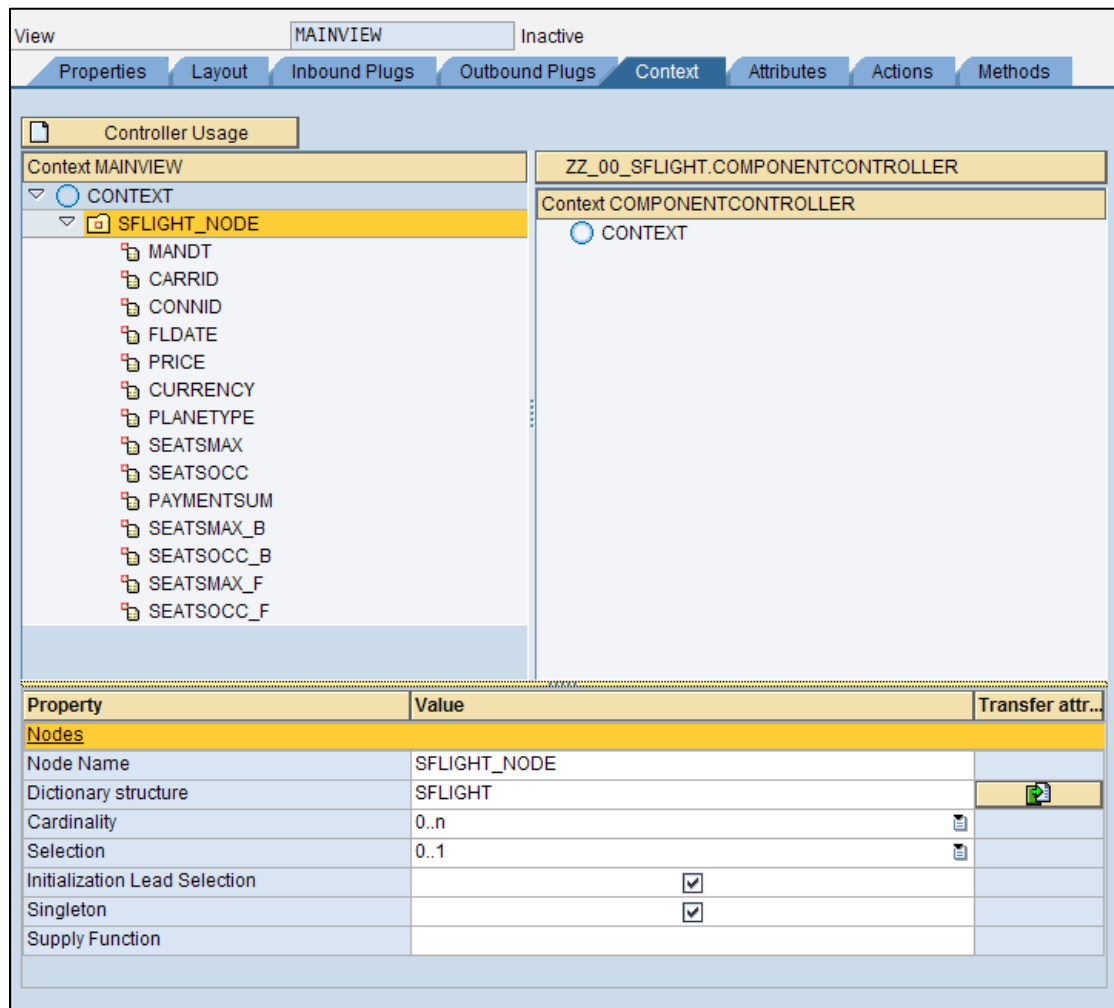 View MAINVIEW Inactive
Properties Layout Inbound Plugs Outbound Plugs Context Attributes Actions Methods
Controller Usage
Context MAINVIEW
CONTEXT
SFLIGHT_NODE
MANDT
CARRID
CONNID
FLDATE
PRICE
CURRENCY
PLANETYPE
SEATSMAX
SEATSOCC
PAYMENTSUM
SEATSMAX_B
SEATSOCC_B
SEATSMAX_F
SEATSOCC_F
ZZ_00_SFLIGHT.COMPONENTCONTROLLER
Context COMPONENTCONTROLLER
CONTEXT
Property Value Transfer attr...
Nodes
Node Name SFLIGHT_NODE
Dictionary structure SFLIGHT
Cardinality 0..n
Selection 0..1
Initialization Lead Selection
Singleton
Supply Function